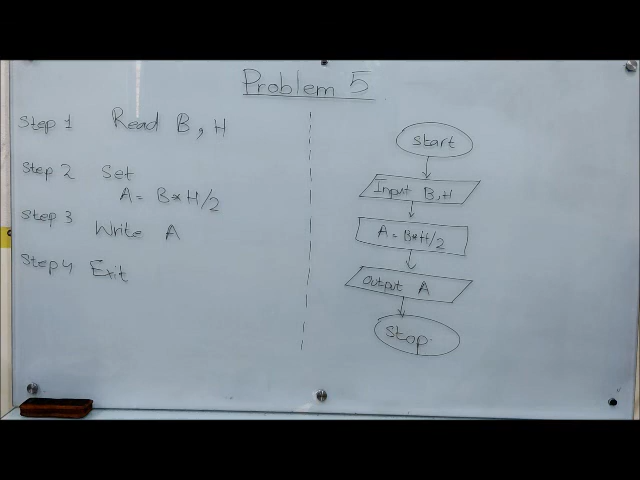 Problem 5
Step 1 Read B, H
Step 2 Set
A = B * H/2
Step 3 Write A
Step 4 Exit
Start
Input B, H
A = B*H/2
Output A
Stop.